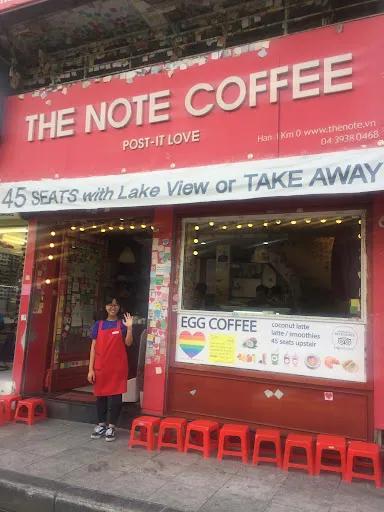 THE NOTE COFFEE
POST-IT LOVE
Han
Km 0 www.thenote.vn
04 3938 0468
45 SEATS with Lake View or TAKE AWAY
EGG COFFEE
coconut latte
latte / smoothies
45 seats upstair